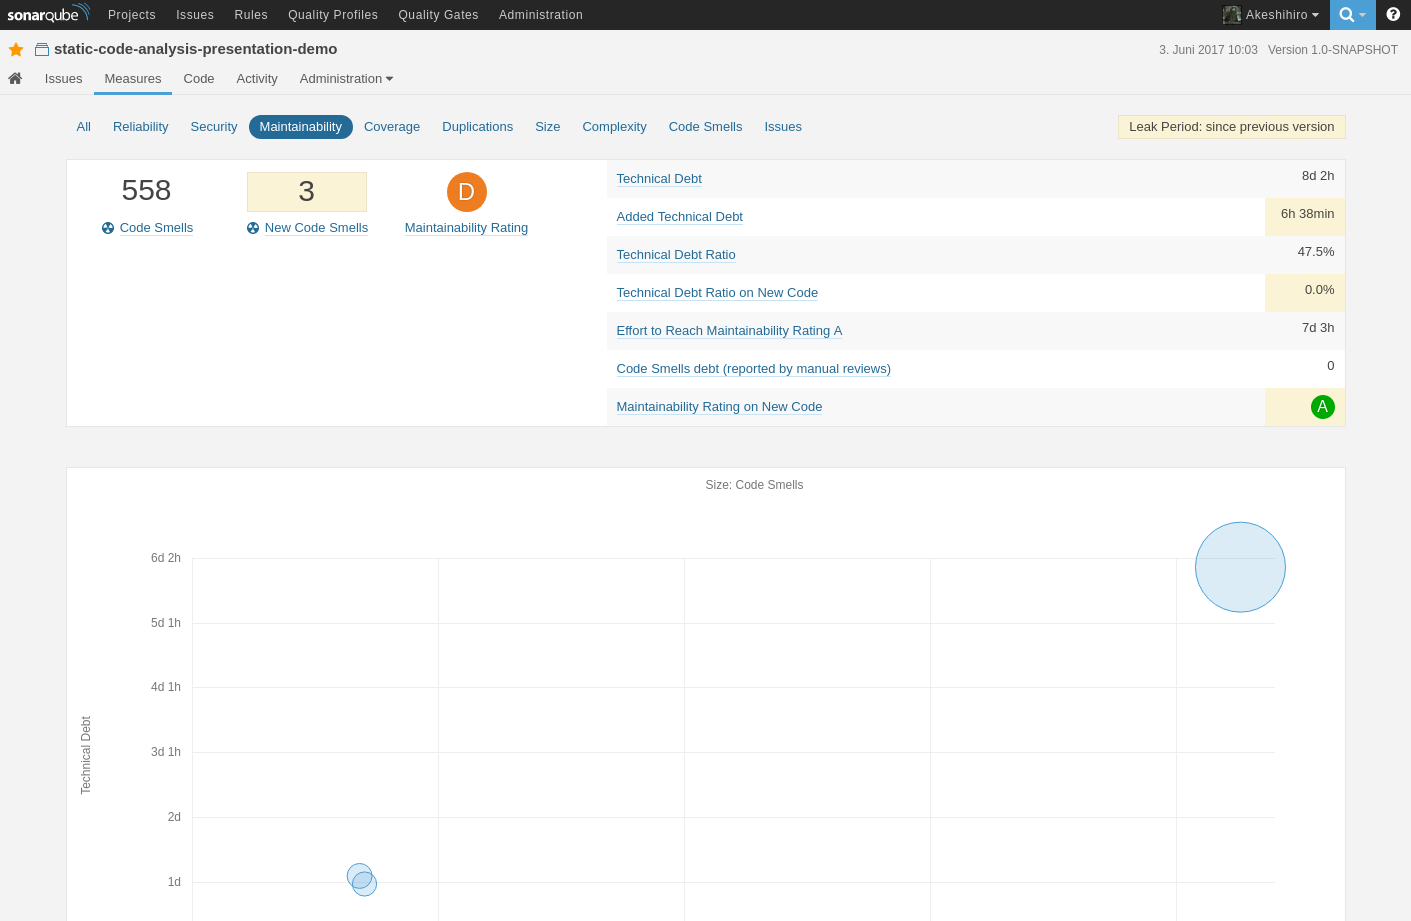 sonarqube Projects Issues Rules Quality Profiles Quality Gates Administration Akeshihiro
static-code-analysis-presentation-demo 3. Juni 2017 10:03 Version 1.0-SNAPSHOT
Issues Measures Code Activity Administration
All Reliability Security Maintainability Coverage Duplications Size Complexity Code Smells Issues Leak Period: since previous version
558 3 D
Code Smells New Code Smells Maintainability Rating
Technical Debt 8d 2h
Added Technical Debt 6h 38min
Technical Debt Ratio 47.5%
Technical Debt Ratio on New Code 0.0%
Effort to Reach Maintainability Rating A 7d 3h
Code Smells debt (reported by manual reviews) 0
Maintainability Rating on New Code A
Size: Code Smells
6d 2h
5d 1h
4d 1h
3d 1h
2d
1d
Technical Debt